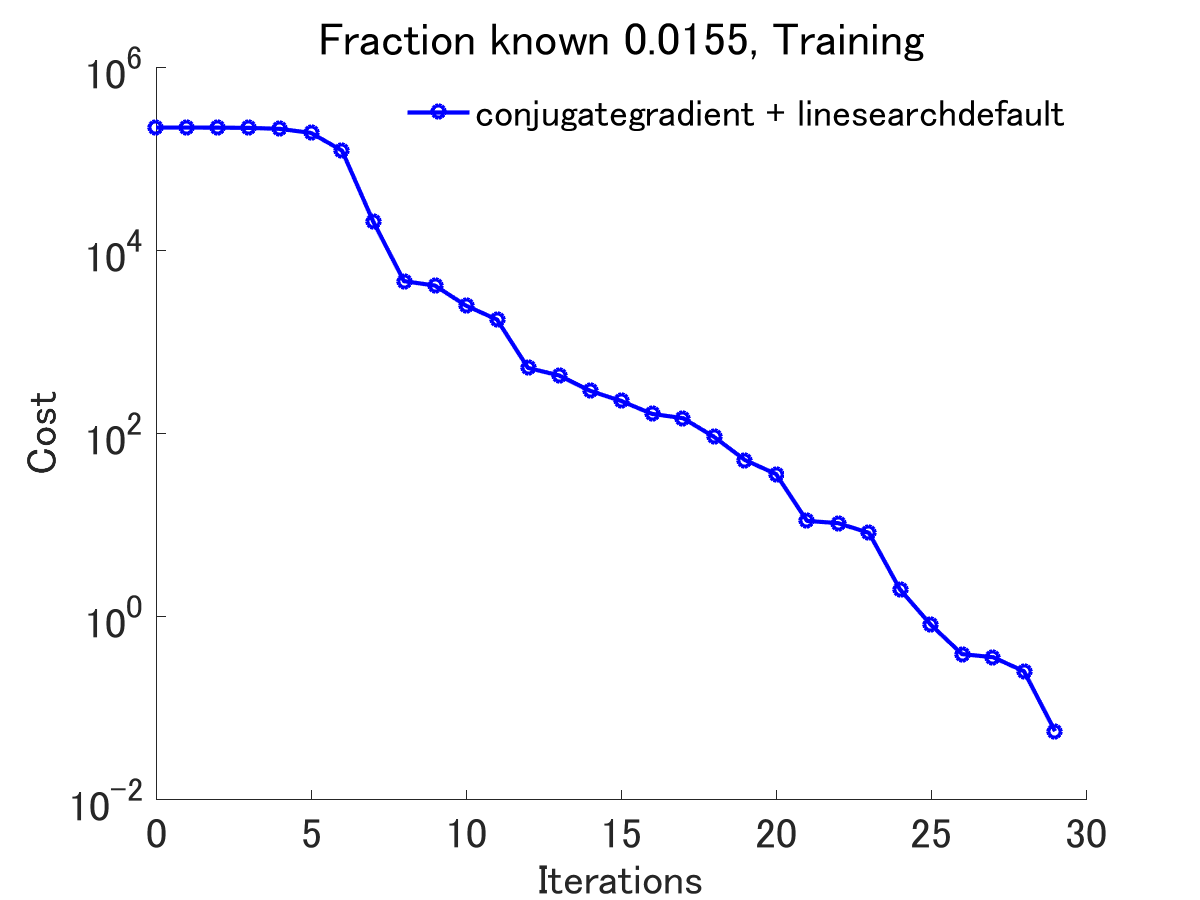 Fraction known 0.0155, Training
conjugategradient + linesearchdefault
10^6
10^4
10^2
10^0
10^-2
Cost
0 5 10 15 20 25 30
Iterations